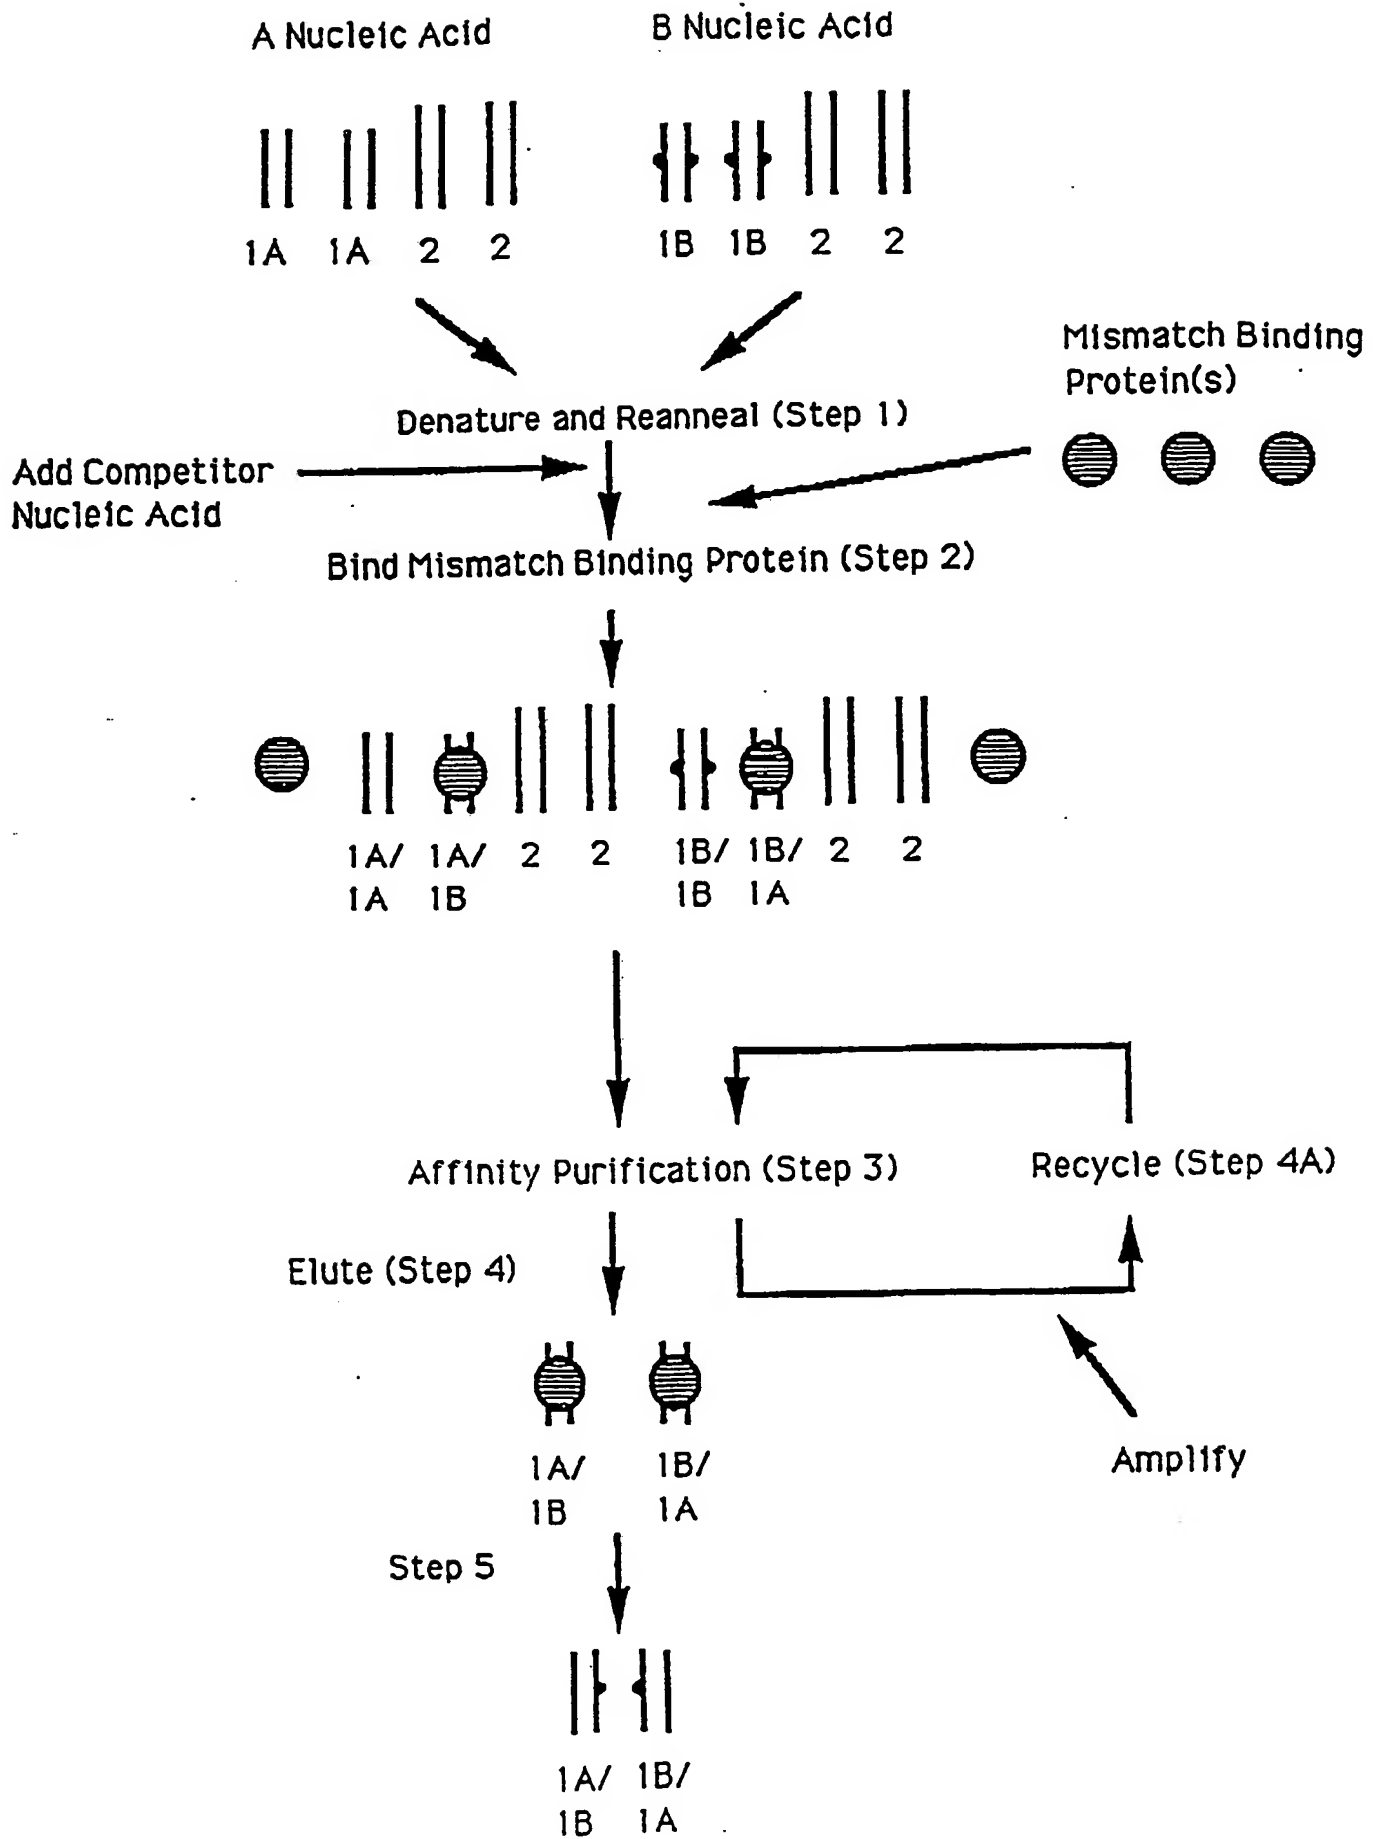 A Nucleic Acid
B Nucleic Acid
1A 1A 2 2
1B 1B 2 2
Mismatch Binding
Protein(s)
Denature and Reanneal (Step 1)
Add Competitor
Nucleic Acid
Bind Mismatch Binding Protein (Step 2)
1A/ 1A/ 2 2 1B/ 1B/ 2 2
1A 1B 1B 1A
Affinity Purification (Step 3)
Recycle (Step 4A)
Elute (Step 4)
1A/ 1B/
1B 1A
Amplify
Step 5
1A/ 1B/
1B 1A